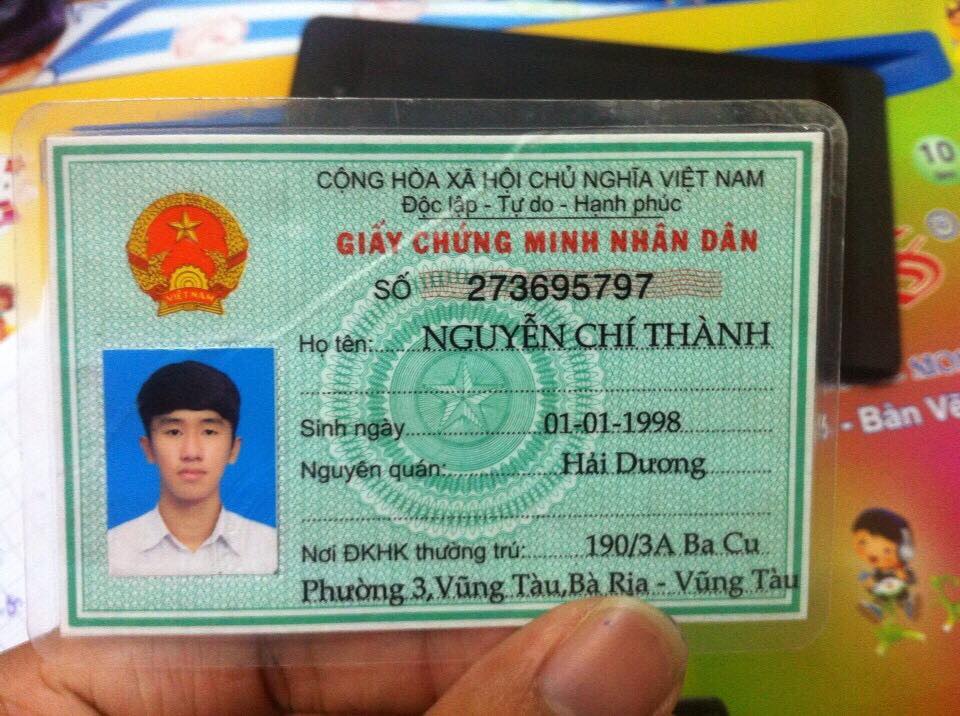 CỘNG HÒA XÃ HỘI CHỦ NGHĨA VIỆT NAM
Độc lập - Tự do - Hạnh phúc
GIẤY CHỨNG MINH NHÂN DÂN
SỐ 273695797
VIỆT NAM
Họ tên: NGUYỄN CHÍ THÀNH
Sinh ngày 01-01-1998
Nguyên quán: Hải Dương
Nơi ĐKHK thường trú: 190/3A Ba Cu
Phường 3,Vũng Tàu,Bà Rịa - Vũng Tàu
10
- Bàn Vẽ